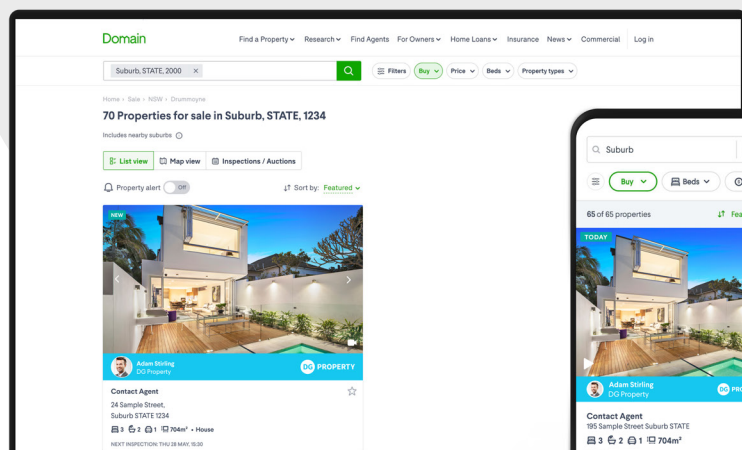 Domain
Find a Property Research Find Agents For Owners Home Loans Insurance News Commercial Log in
Suburb, STATE, 2000 ×
Filters Buy Price Beds Property types
Home > Sale > NSW > Drummoyne
70 Properties for sale in Suburb, STATE, 1234
Includes nearby suburbs
List view Map view Inspections / Auctions
Property alert Off Sort by: Featured
NEW
Adam Stirling
DG Property
DG PROPERTY
Contact Agent
24 Sample Street,
Suburb STATE 1234
3 2 1 704m² • House
NEXT INSPECTION: THU 28 MAY, 15:30
Suburb
Buy Beds
65 of 65 properties Fea
TODAY
Adam Stirling
DG Property
DG PRO
Contact Agent
195 Sample Street Suburb STATE
3 2 1 704m²